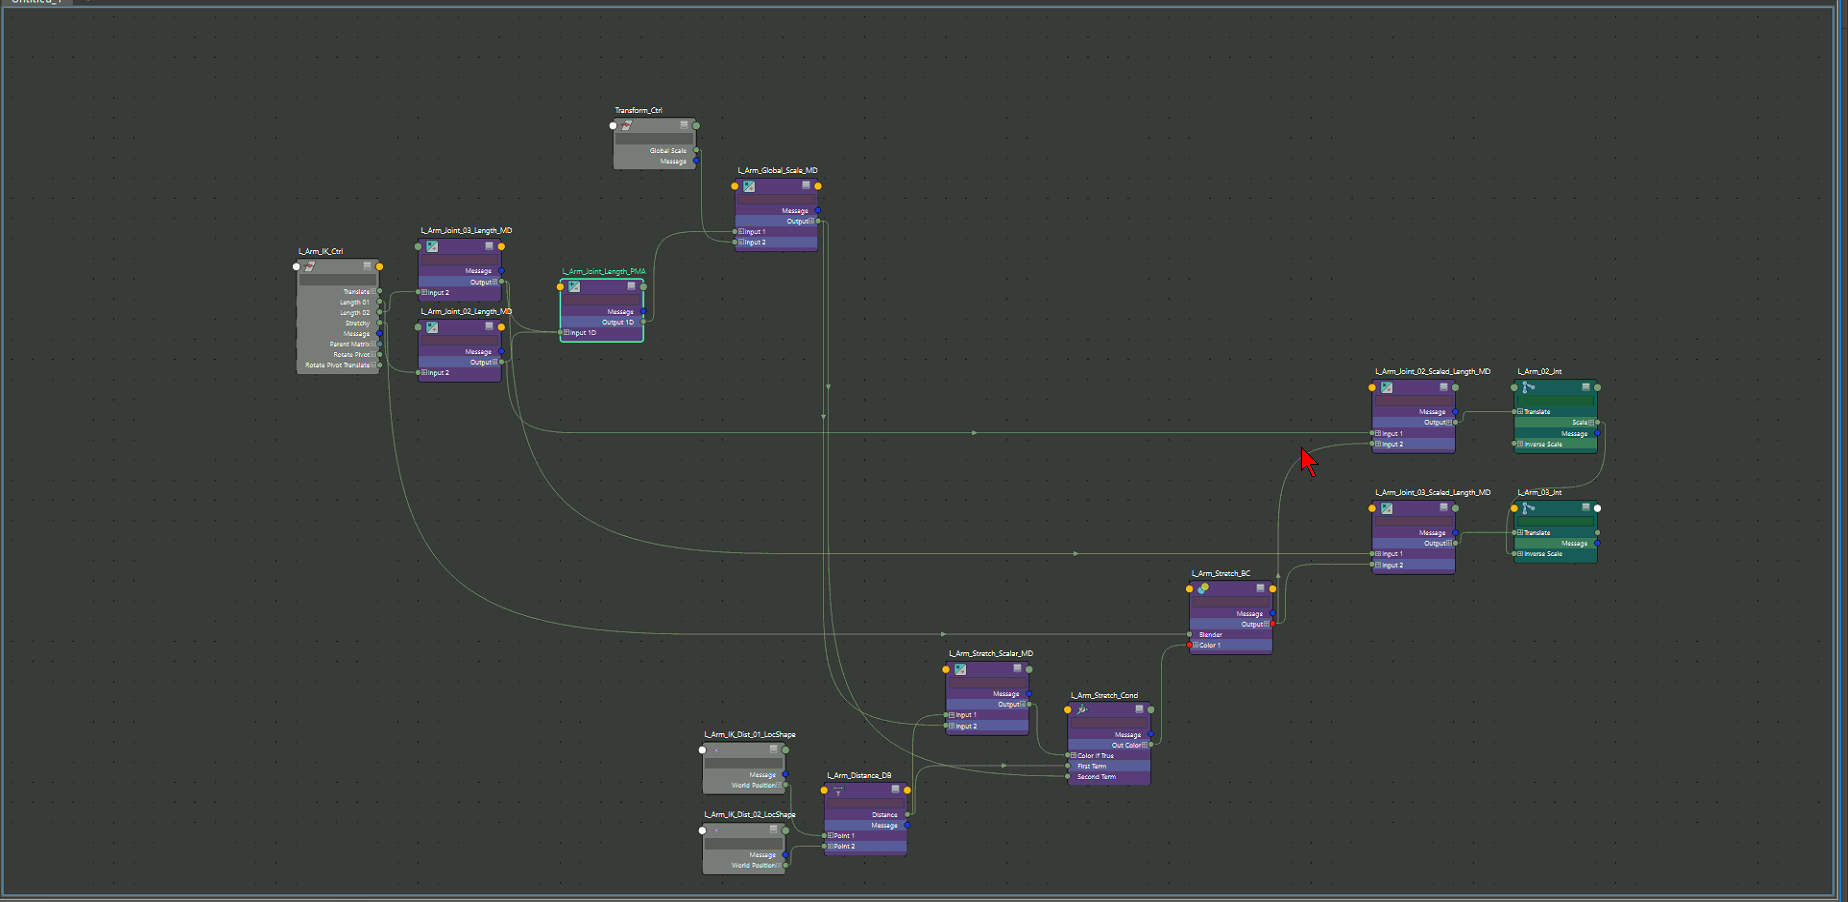 Untitled_1
Transform_Ctrl
Global Scale
Message
L_Arm_Global_Scale_MD
Message
Output
Input 1
Input 2
L_Arm_IK_Ctrl
Translate
Length 01
Length 02
Stretchy
Message
Parent Matrix
Rotate Pivot
Rotate Pivot Translate
L_Arm_Joint_03_Length_MD
Message
Output
Input 2
L_Arm_Joint_02_Length_MD
Message
Output
Input 2
L_Arm_Joint_Length_PMA
Message
Output 1D
Input 1D
L_Arm_Joint_02_Scaled_Length_MD
Message
Output
Input 1
Input 2
L_Arm_02_Jnt
Translate
Scale
Message
Inverse Scale
L_Arm_Joint_03_Scaled_Length_MD
Message
Output
Input 1
Input 2
L_Arm_03_Jnt
Translate
Message
Inverse Scale
L_Arm_Stretch_BC
Message
Output
Blender
Color 1
L_Arm_Stretch_Scalar_MD
Message
Output
Input 1
Input 2
L_Arm_Stretch_Cond
Message
Out Color
Color If True
First Term
Second Term
L_Arm_IK_Dist_01_LocShape
Message
World Position
L_Arm_IK_Dist_02_LocShape
Message
World Position
L_Arm_Distance_DB
Distance
Message
Point 1
Point 2